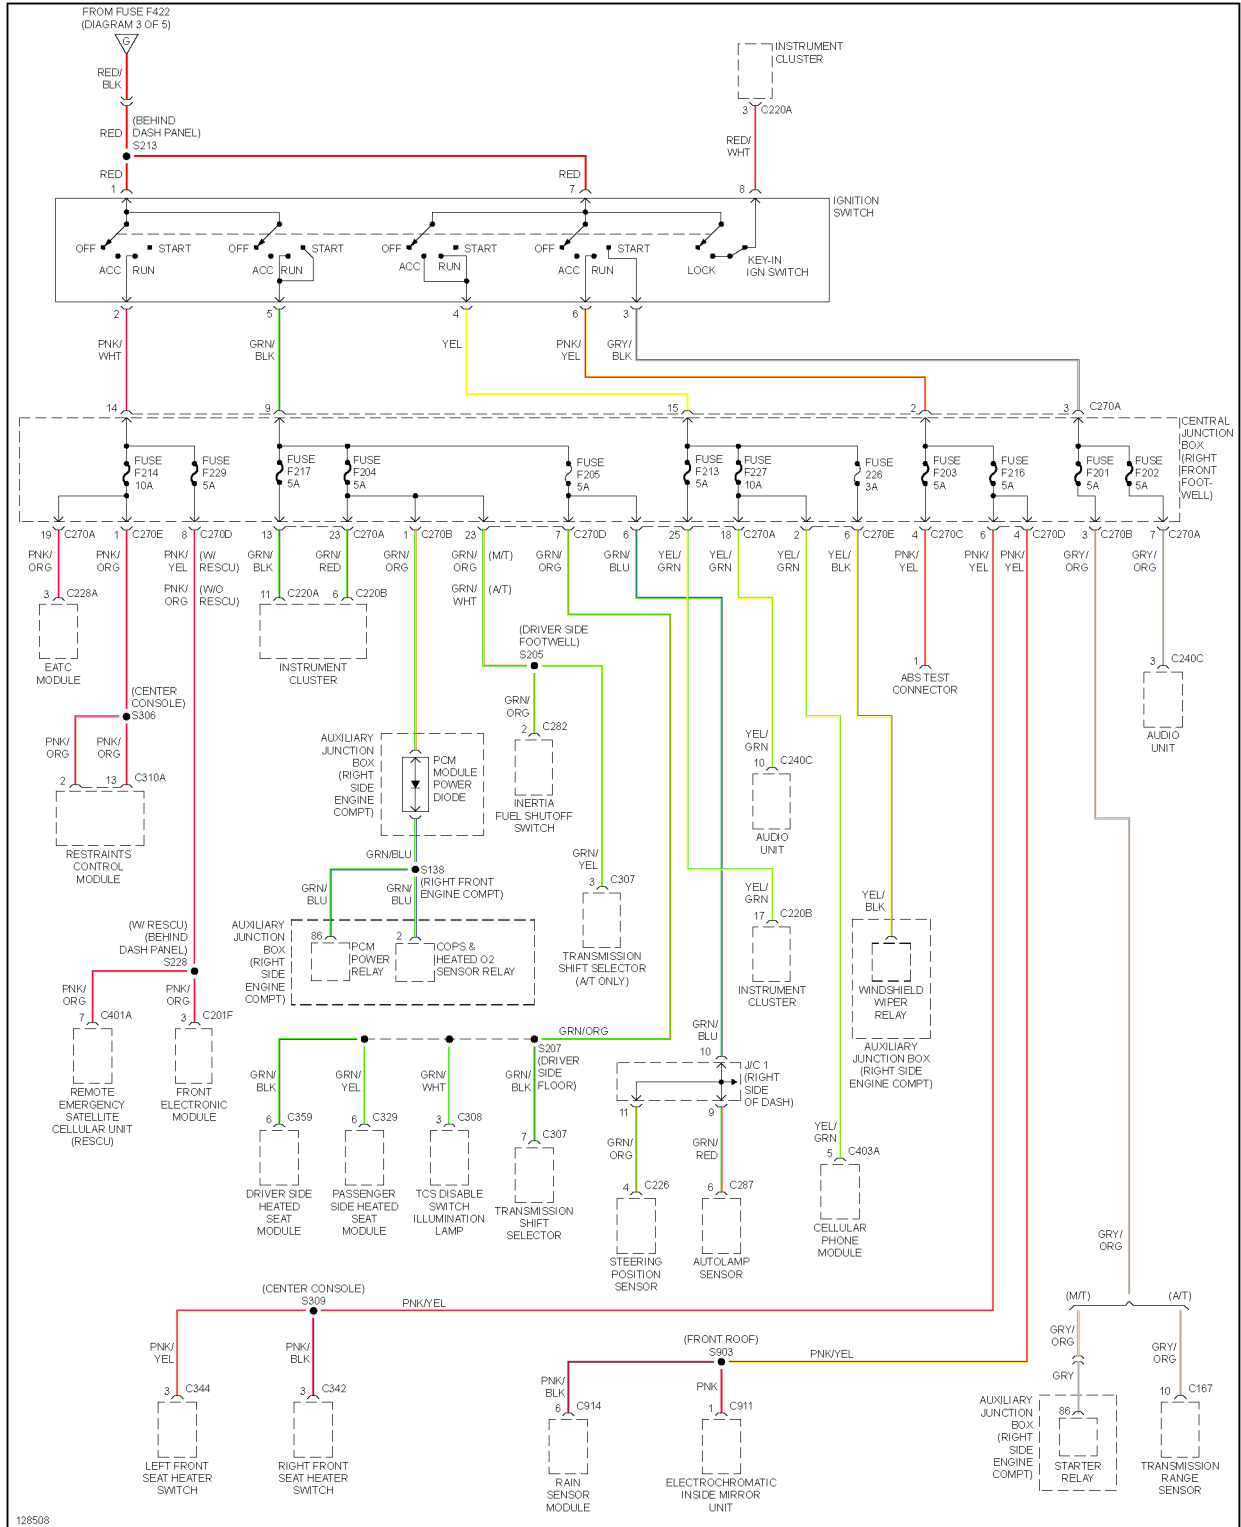 FROM FUSE F422
(DIAGRAM 3 OF 5)
G
RED/
BLK
(BEHIND
DASH PANEL)
S213
RED
RED
RED
INSTRUMENT
CLUSTER
3 C220A
RED/
WHT
1
7
8
IGNITION
SWITCH
OFF
START
ACC
RUN
OFF
START
ACC
RUN
OFF
START
ACC
RUN
OFF
START
ACC
RUN
LOCK
KEY-IN
IGN SWITCH
2
5
4
6
3
PNK/
WHT
GRN/
BLK
YEL
PNK/
YEL
GRY/
BLK
14
9
15
2
3
C270A
CENTRAL
JUNCTION
BOX
(RIGHT
FRONT
FOOT-
WELL)
FUSE
F214
10A
FUSE
F229
5A
FUSE
F217
5A
FUSE
F204
5A
FUSE
F205
5A
FUSE
F213
5A
FUSE
F227
10A
FUSE
226
3A
FUSE
F203
5A
FUSE
F216
5A
FUSE
F201
5A
FUSE
F202
5A
19 C270A
1 C270E
8 C270D
13
23 C270A
1 C270B
23 C270A
7 C270D
6
25
18 C270A
2
6 C270E
4 C270C
6
4 C270D
3 C270B
7 C270A
PNK/
ORG
PNK/
ORG
PNK/
YEL
(W/
RESCU)
PNK/
ORG
(W/O
RESCU)
GRN/
BLK
GRN/
RED
GRN/
ORG
GRN/
ORG
(M/T)
GRN/
WHT
(A/T)
GRN/
ORG
GRN/
BLU
YEL/
GRN
YEL/
GRN
YEL/
GRN
YEL/
BLK
PNK/
YEL
PNK/
YEL
PNK/
YEL
GRY/
ORG
GRY/
ORG
3 C228A
EATC
MODULE
11 C220A
6 C220B
INSTRUMENT
CLUSTER
(DRIVER SIDE
FOOTWELL)
S205
1
ABS TEST
CONNECTOR
3 C240C
AUDIO
UNIT
(CENTER
CONSOLE)
S306
PNK/
ORG
PNK/
ORG
2
13 C310A
RESTRAINTS
CONTROL
MODULE
AUXILIARY
JUNCTION
BOX
(RIGHT
SIDE
ENGINE
COMPT)
PCM
MODULE
POWER
DIODE
GRN/
ORG
2 C282
INERTIA
FUEL SHUTOFF
SWITCH
YEL/
GRN
10 C240C
AUDIO
UNIT
GRN/BLU
S138
(RIGHT FRONT
ENGINE COMPT)
GRN/
BLU
GRN/
BLU
GRN/
YEL
3 C307
TRANSMISSION
SHIFT SELECTOR
(A/T ONLY)
YEL/
GRN
17 C220B
INSTRUMENT
CLUSTER
YEL/
BLK
WINDSHIELD
WIPER
RELAY
AUXILIARY
JUNCTION BOX
(RIGHT SIDE
ENGINE COMPT)
AUXILIARY
JUNCTION
BOX
(RIGHT
SIDE
ENGINE
COMPT)
86
PCM
POWER
RELAY
2
COPS &
HEATED O2
SENSOR RELAY
(W/ RESCU)
(BEHIND
DASH PANEL)
S228
PNK/
ORG
PNK/
ORG
7 C401A
3 C201F
REMOTE
EMERGENCY
SATELLITE
CELLULAR UNIT
(RESCU)
FRONT
ELECTRONIC
MODULE
GRN/ORG
S207
(DRIVER
SIDE
FLOOR)
GRN/
BLK
GRN/
YEL
GRN/
WHT
GRN/
BLK
6 C359
6 C329
3 C308
7 C307
DRIVER SIDE
HEATED
SEAT
MODULE
PASSENGER
SIDE HEATED
SEAT
MODULE
TCS DISABLE
SWITCH
ILLUMINATION
LAMP
TRANSMISSION
SHIFT
SELECTOR
GRN/
BLU
10
J/C 1
(RIGHT
SIDE
OF DASH)
11
9
GRN/
ORG
GRN/
RED
4 C226
6 C287
STEERING
POSITION
SENSOR
AUTOLAMP
SENSOR
YEL/
GRN
5 C403A
CELLULAR
PHONE
MODULE
GRY/
ORG
(CENTER CONSOLE)
S309
PNK/YEL
PNK/
YEL
PNK/
BLK
3 C344
3 C342
LEFT FRONT
SEAT HEATER
SWITCH
RIGHT FRONT
SEAT HEATER
SWITCH
(FRONT ROOF)
S903
PNK/YEL
PNK/
BLK
PNK
6 C914
1 C911
RAIN
SENSOR
MODULE
ELECTROCHROMATIC
INSIDE MIRROR
UNIT
(M/T)
(A/T)
GRY/
ORG
GRY
GRY/
ORG
AUXILIARY
JUNCTION
BOX
(RIGHT
SIDE
ENGINE
COMPT)
86
STARTER
RELAY
10 C167
TRANSMISSION
RANGE
SENSOR
128508